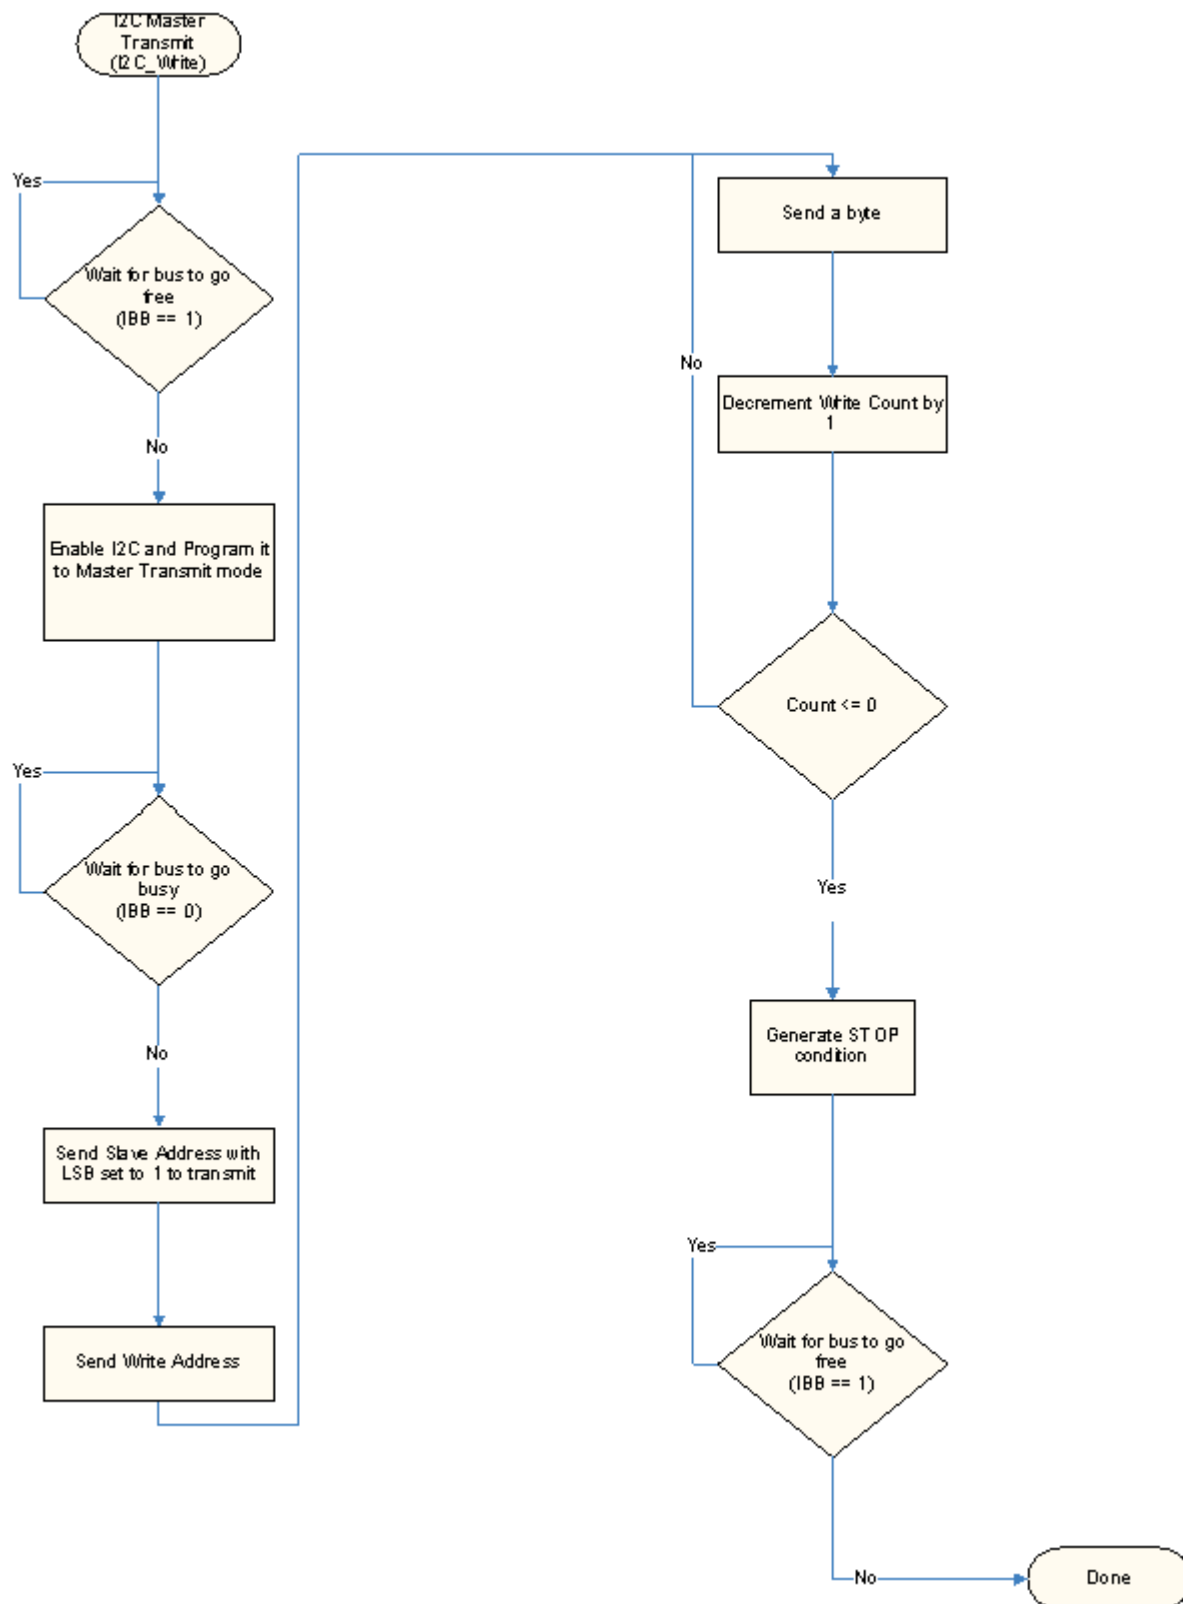 I2C Master
Transmit
(I2C_Write)
Yes
Wait for bus to go
free
(IBB == 1)
No
Enable I2C and Program it
to Master Transmit mode
Yes
Wait for bus to go
busy
(IBB == 0)
No
Send Slave Address with
LSB set to 1 to transmit
Send Write Address
Send a byte
No
Decrement Write Count by
1
Count <= 0
Yes
Generate STOP
condition
Yes
Wait for bus to go
free
(IBB == 1)
No
Done